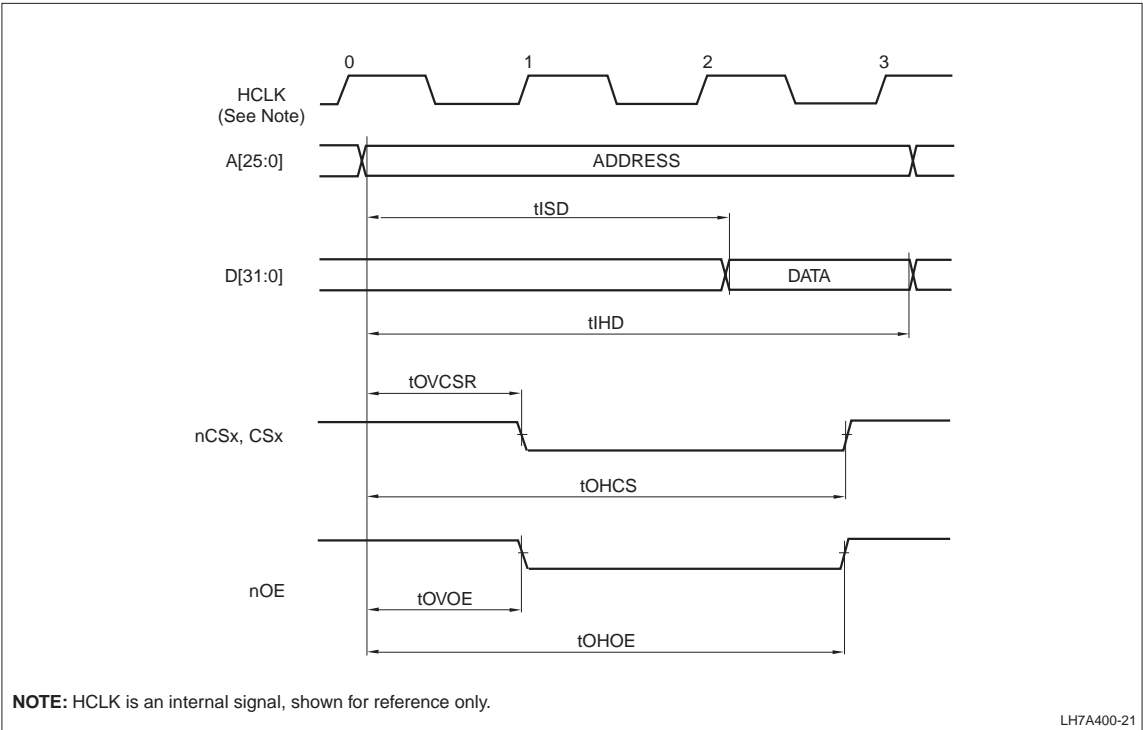 0 1 2 3
HCLK
(See Note)
A[25:0]
ADDRESS
tISD
D[31:0]
DATA
tIHD
tOVCSR
nCSx, CSx
tOHCS
nOE
tOVOE
tOHOE
NOTE: HCLK is an internal signal, shown for reference only.
LH7A400-21